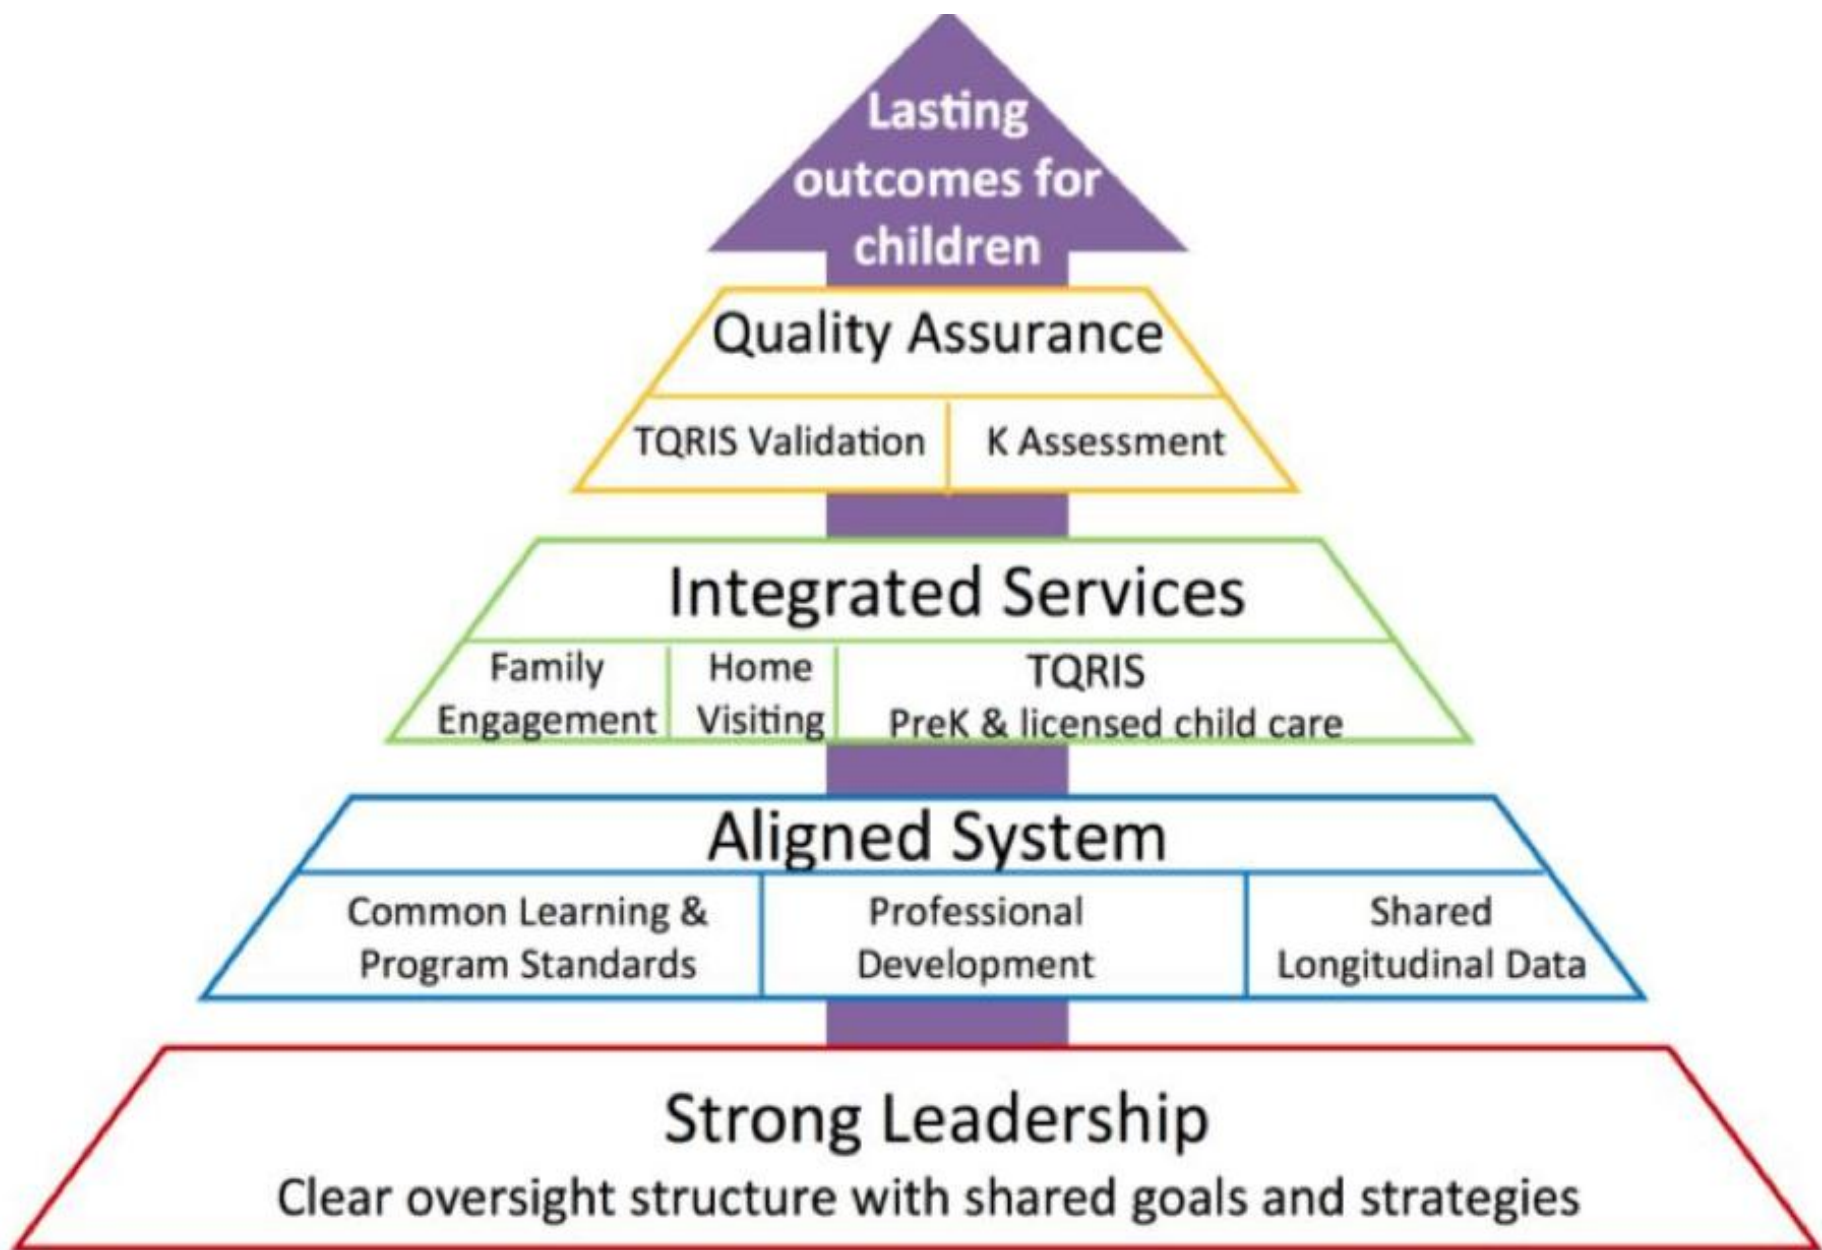 Lasting
outcomes for
children
Quality Assurance
TQRIS Validation
K Assessment
Integrated Services
Family
Engagement
Home
Visiting
TQRIS
PreK & licensed child care
Aligned System
Common Learning &
Program Standards
Professional
Development
Shared
Longitudinal Data
Strong Leadership
Clear oversight structure with shared goals and strategies